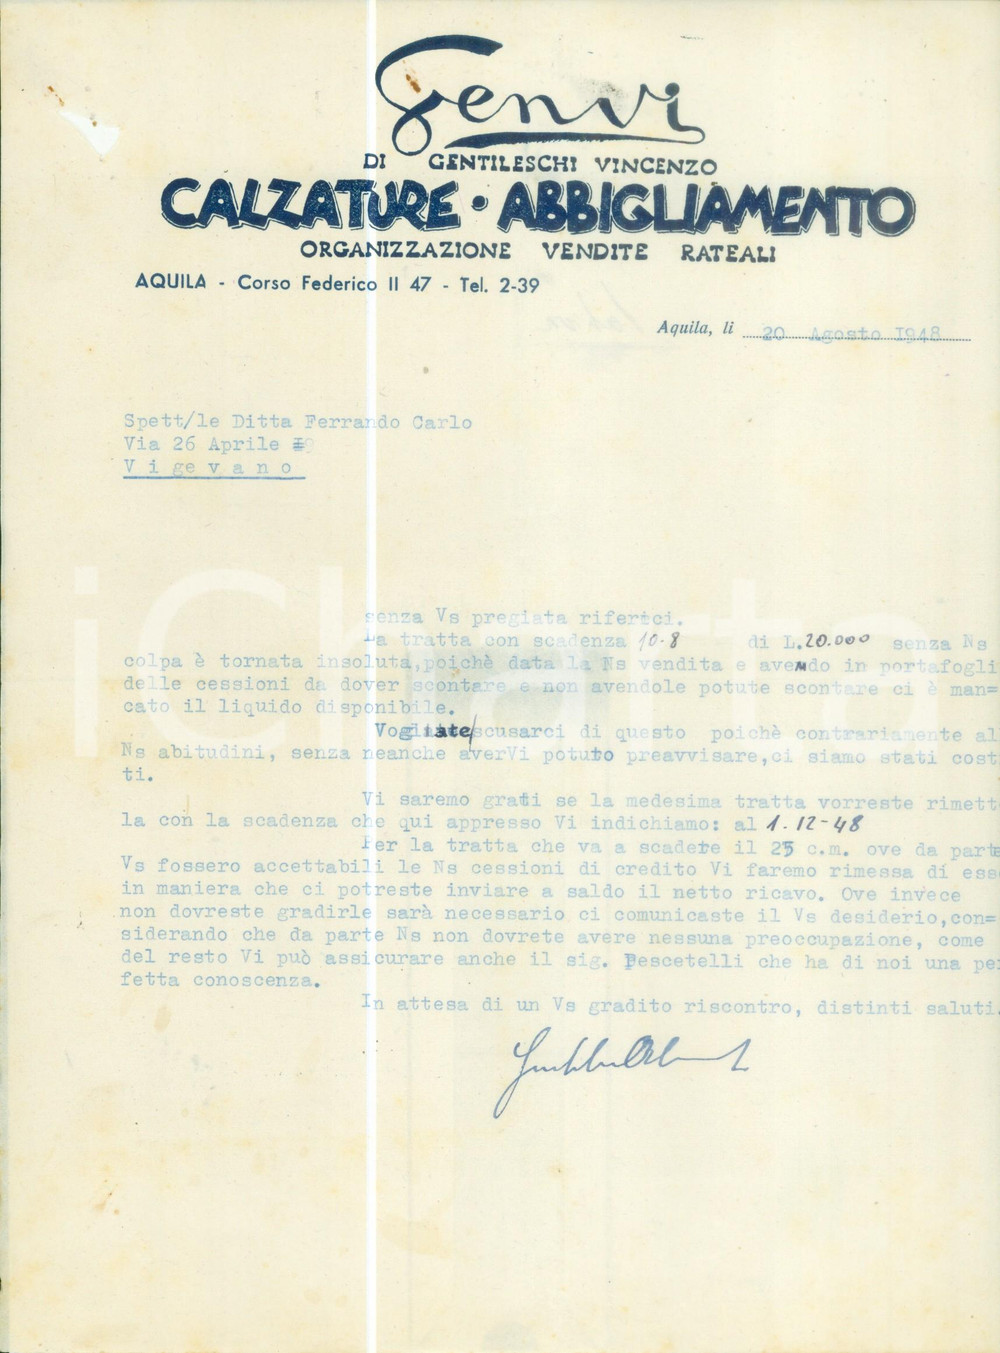 Genvi
DI GENTILESCHI VINCENZO
CALZATURE · ABBIGLIAMENTO
ORGANIZZAZIONE VENDITE RATEALI
AQUILA - Corso Federico II 47 - Tel. 2-39
Aquila, li 20 Agosto I948
Spett/le Ditta Ferrando Carlo
Via 26 Aprile
Vigevano
senza Vs pregiata riferici.
La tratta con scadenza 10-8 di L.20.000 senza Ns
colpa è tornata insoluta,poichè data la Ns vendita e avendo in portafogli
delle cessioni da dover scontare e non avendole potute scontare ci è man=
cato il liquido disponibile.
Vogliate scusarci di questo poichè contrariamente al
Ns abitudini, senza neanche averVi potuto preavvisare,ci siamo stati cost
ti.
Vi saremo grati se la medesima tratta vorreste rimett
la con la scadenza che qui appresso Vi indichiamo: al 1-12-48
Per la tratta che va a scadere il 25 c.m. ove da parte
Vs fossero accettabili le Ns cessioni di credito Vi faremo rimessa di ess
in maniera che ci potreste inviare a saldo il netto ricavo. Ove invece
non dovreste gradirle sarà necessario ci comunicaste il Vs desiderio,con=
siderando che da parte Ns non dovrete avere nessuna preoccupazione, come
del resto Vi può assicurare anche il sig. Pescetelli che ha di noi una per
fetta conoscenza.
In attesa di un Vs gradito riscontro, distinti saluti.